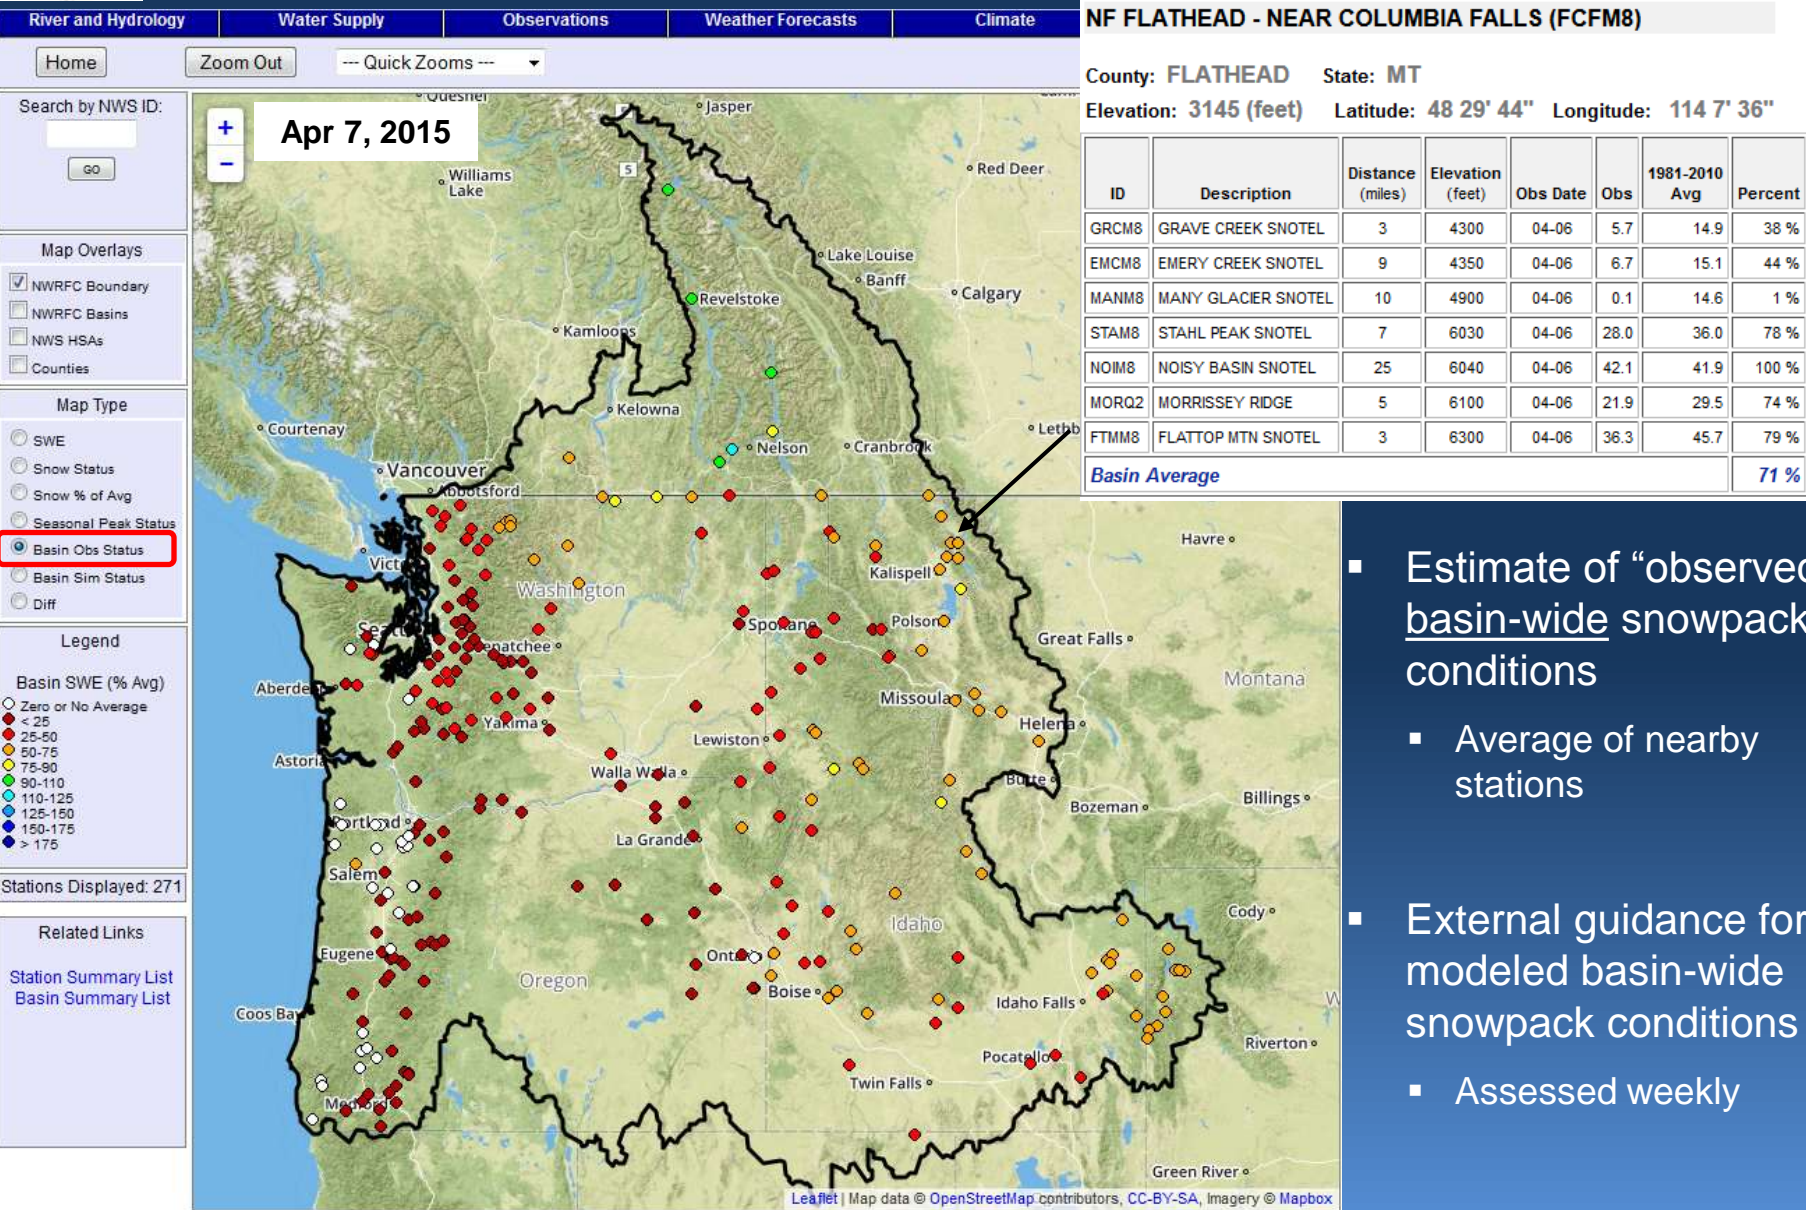 River and Hydrology
Water Supply
Observations
Weather Forecasts
Climate
Home
Zoom Out
--- Quick Zooms ---
Search by NWS ID:
GO
Map Overlays
NWRFC Boundary
NWRFC Basins
NWS HSAs
Counties
Map Type
SWE
Snow Status
Snow % of Avg
Seasonal Peak Status
Basin Obs Status
Basin Sim Status
Diff
Legend
Basin SWE (% Avg)
Zero or No Average
< 25
25-50
50-75
75-90
90-110
110-125
125-150
150-175
> 175
Stations Displayed: 271
Related Links
Station Summary List
Basin Summary List
+
−
Apr 7, 2015
Quesnel
Jasper
5
Williams
Lake
Red Deer
Lake Louise
Banff
Calgary
Revelstoke
Kamloops
Kelowna
Courtenay
Nelson
Cranbrook
Vancouver
Abbotsford
Havre
Kalispell
Washington
Spokane
Polson
Great Falls
Montana
Missoula
Helena
Yakima
Lewiston
Walla Walla
Butte
Bozeman
Billings
Portland
La Grande
Salem
Cody
Idaho
Eugene
Ontario
Oregon
Boise
Idaho Falls
Coos Bay
Riverton
Pocatello
Twin Falls
Medford
Green River
Leaflet | Map data © OpenStreetMap contributors, CC-BY-SA, Imagery © Mapbox
NF FLATHEAD - NEAR COLUMBIA FALLS (FCFM8)
County: FLATHEAD State: MT
Elevation: 3145 (feet) Latitude: 48 29' 44" Longitude: 114 7' 36"
ID Description Distance (miles) Elevation (feet) Obs Date Obs 1981-2010 Avg Percent
GRCM8 GRAVE CREEK SNOTEL 3 4300 04-06 5.7 14.9 38 %
EMCM8 EMERY CREEK SNOTEL 9 4350 04-06 6.7 15.1 44 %
MANM8 MANY GLACIER SNOTEL 10 4900 04-06 0.1 14.6 1 %
STAM8 STAHL PEAK SNOTEL 7 6030 04-06 28.0 36.0 78 %
NOIM8 NOISY BASIN SNOTEL 25 6040 04-06 42.1 41.9 100 %
MORQ2 MORRISSEY RIDGE 5 6100 04-06 21.9 29.5 74 %
FTMM8 FLATTOP MTN SNOTEL 3 6300 04-06 36.3 45.7 79 %
Basin Average 71 %
▪ Estimate of “observed
basin-wide snowpack
conditions
▪ Average of nearby
stations
▪ External guidance for
modeled basin-wide
snowpack conditions
▪ Assessed weekly